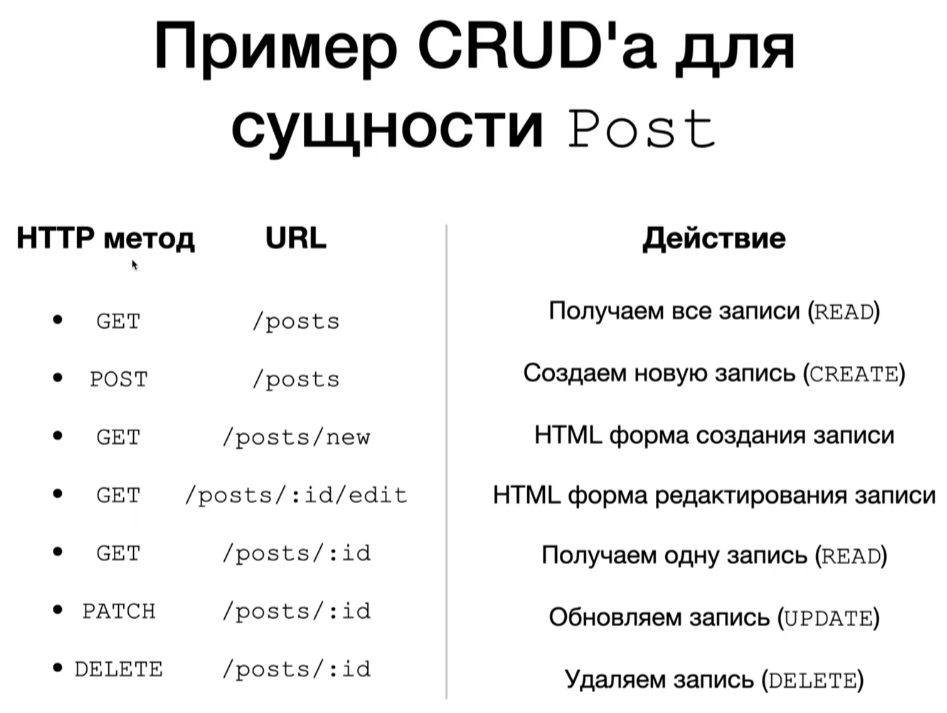 Пример CRUD'а для
сущности Post
HTTP метод URL Действие
• GET /posts Получаем все записи (READ)
• POST /posts Создаем новую запись (CREATE)
• GET /posts/new HTML форма создания записи
• GET /posts/:id/edit HTML форма редактирования записи
• GET /posts/:id Получаем одну запись (READ)
• PATCH /posts/:id Обновляем запись (UPDATE)
• DELETE /posts/:id Удаляем запись (DELETE)